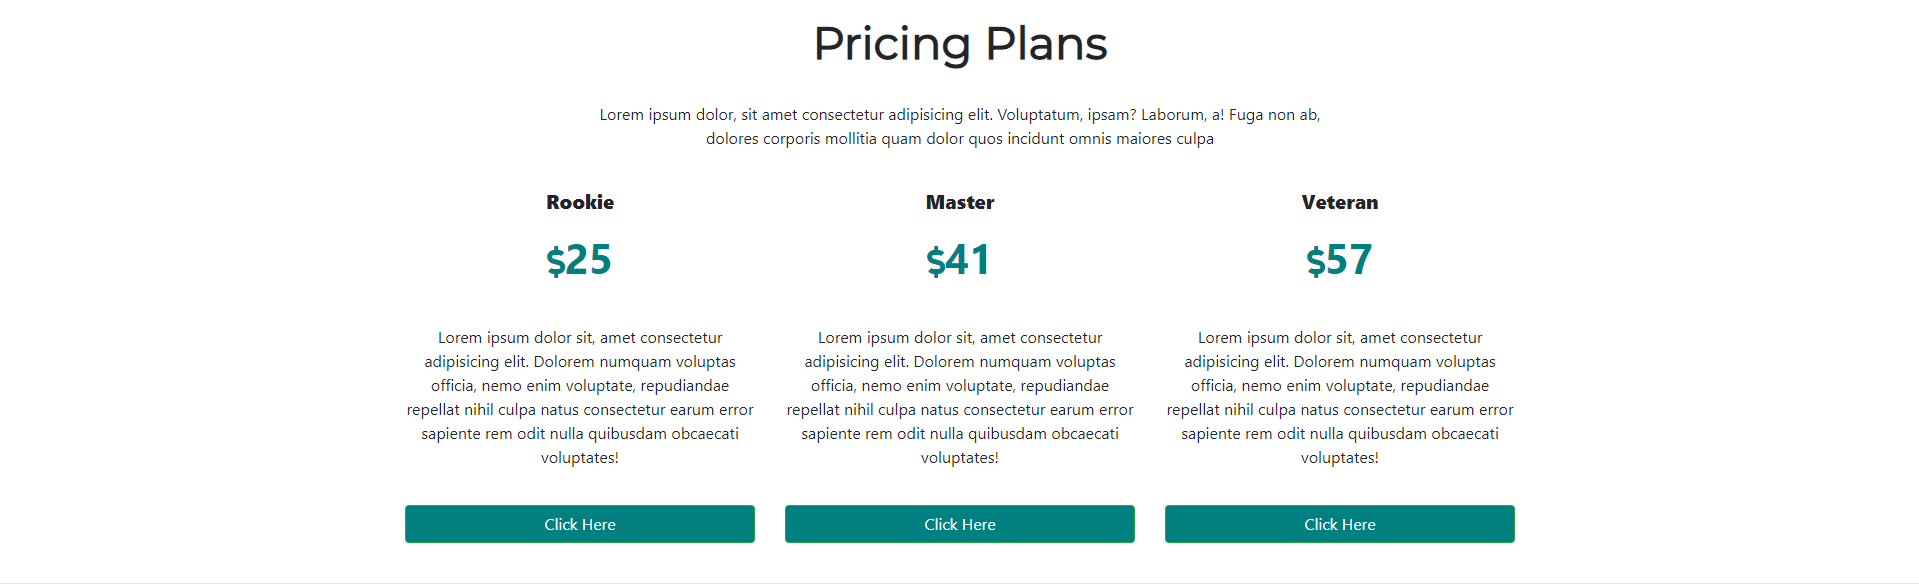 Pricing Plans
Lorem ipsum dolor, sit amet consectetur adipisicing elit. Voluptatum, ipsam? Laborum, a! Fuga non ab,
dolores corporis mollitia quam dolor quos incidunt omnis maiores culpa
Rookie
$25
Lorem ipsum dolor sit, amet consectetur
adipisicing elit. Dolorem numquam voluptas
officia, nemo enim voluptate, repudiandae
repellat nihil culpa natus consectetur earum error
sapiente rem odit nulla quibusdam obcaecati
voluptates!
Click Here
Master
$41
Lorem ipsum dolor sit, amet consectetur
adipisicing elit. Dolorem numquam voluptas
officia, nemo enim voluptate, repudiandae
repellat nihil culpa natus consectetur earum error
sapiente rem odit nulla quibusdam obcaecati
voluptates!
Click Here
Veteran
$57
Lorem ipsum dolor sit, amet consectetur
adipisicing elit. Dolorem numquam voluptas
officia, nemo enim voluptate, repudiandae
repellat nihil culpa natus consectetur earum error
sapiente rem odit nulla quibusdam obcaecati
voluptates!
Click Here